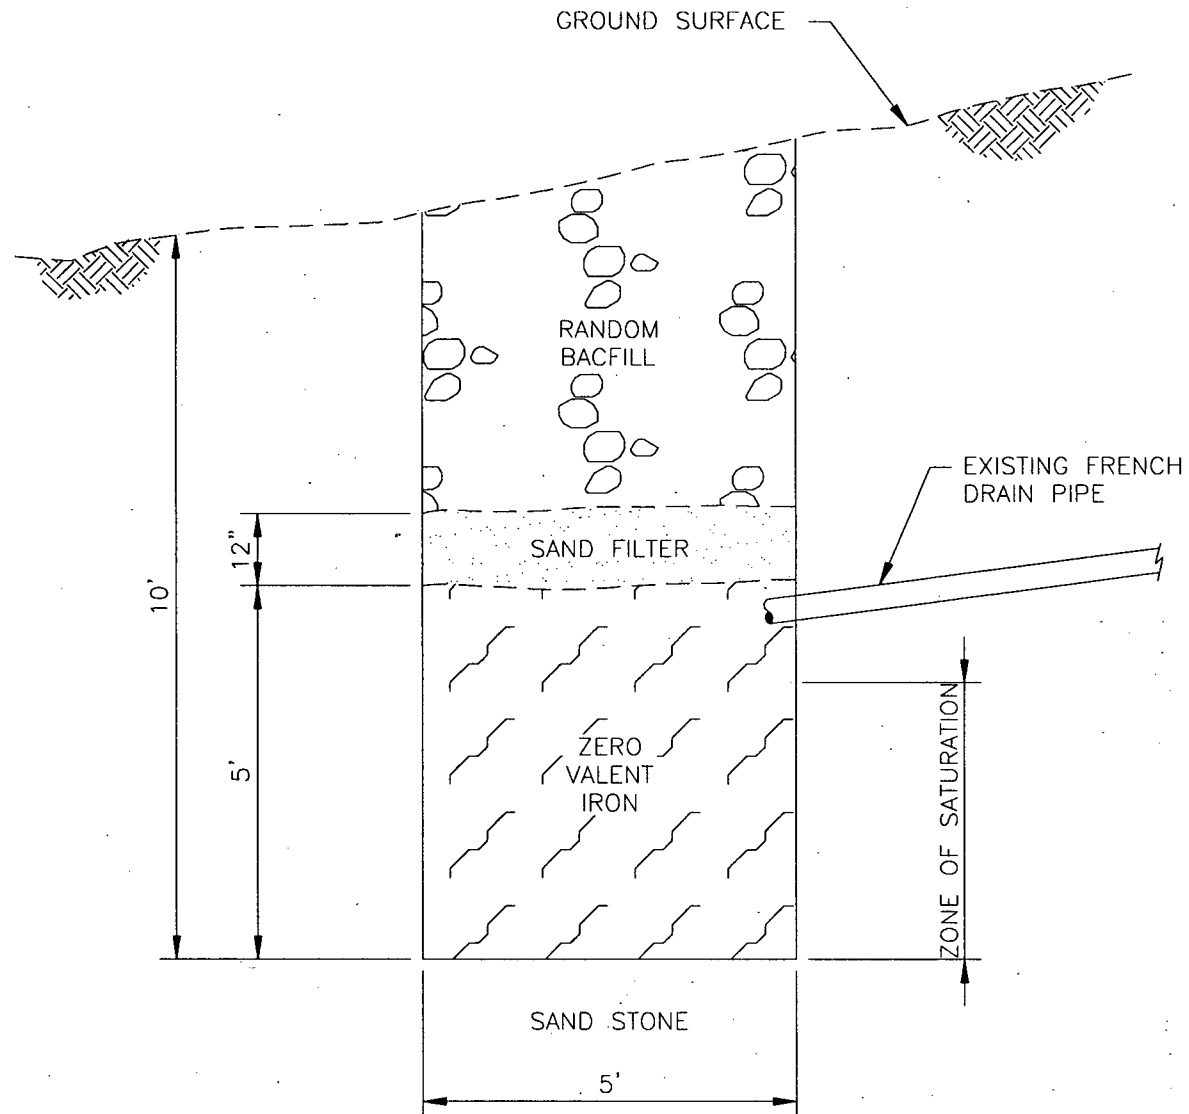 GROUND SURFACE
RANDOM
BACFILL
EXISTING FRENCH
DRAIN PIPE
12"
SAND FILTER
10'
5'
ZERO
VALENT
IRON
ZONE OF SATURATION
SAND STONE
5'